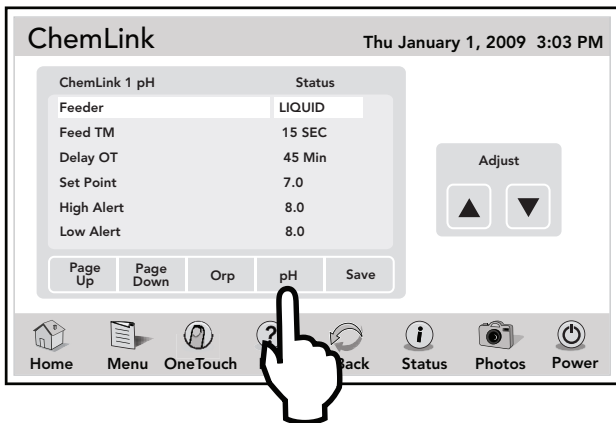 ChemLink
Thu January 1, 2009 3:03 PM
ChemLink 1 pH Status
Feeder LIQUID
Feed TM 15 SEC
Delay OT 45 Min
Set Point 7.0
High Alert 8.0
Low Alert 8.0
Adjust
Page Up
Page Down
Orp
pH
Save
Home Menu OneTouch Back Status Photos Power